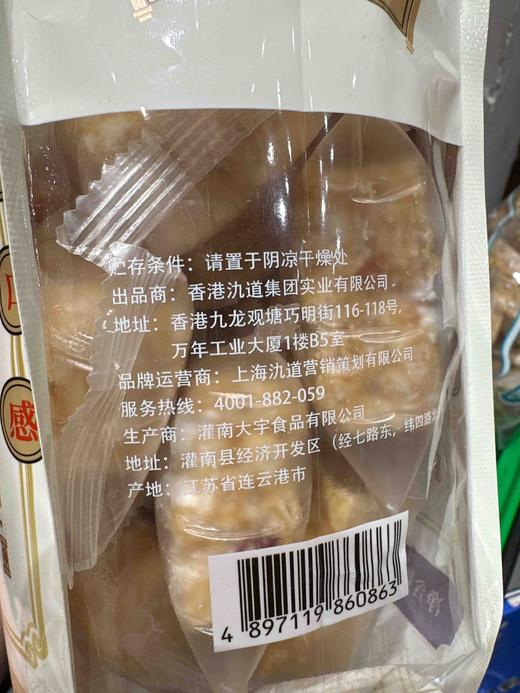 贮存条件：请置于阴凉干燥处
出品商：香港氿道集团实业有限公司
地址：香港九龙观塘巧明街116-118号，
万年工业大厦1楼B5室
品牌运营商：上海氿道营销策划有限公司
服务热线：4001-882-059
生产商：灌南大宇食品有限公司
地址：灌南县经济开发区（经七路东，纬四路北
产地：江苏省连云港市
4 897119 860863
口
感